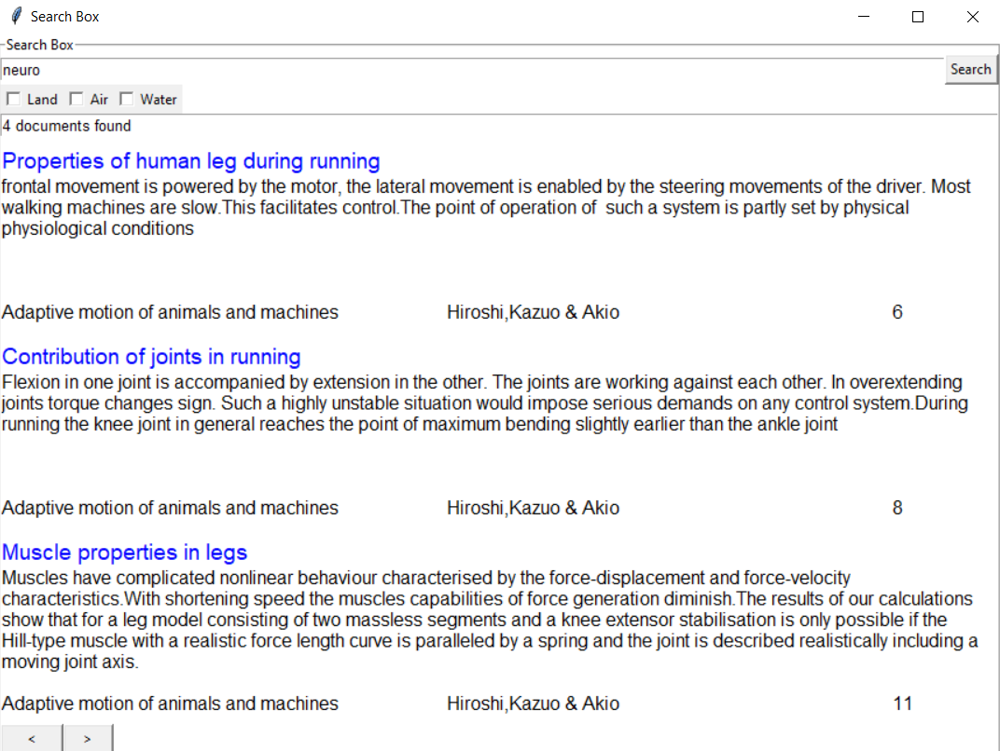 Search Box
Search Box
neuro Search
Land Air Water
4 documents found
Properties of human leg during running
frontal movement is powered by the motor, the lateral movement is enabled by the steering movements of the driver. Most
walking machines are slow.This facilitates control.The point of operation of  such a system is partly set by physical
physiological conditions
Adaptive motion of animals and machines Hiroshi,Kazuo & Akio 6
Contribution of joints in running
Flexion in one joint is accompanied by extension in the other. The joints are working against each other. In overextending
joints torque changes sign. Such a highly unstable situation would impose serious demands on any control system.During
running the knee joint in general reaches the point of maximum bending slightly earlier than the ankle joint
Adaptive motion of animals and machines Hiroshi,Kazuo & Akio 8
Muscle properties in legs
Muscles have complicated nonlinear behaviour characterised by the force-displacement and force-velocity
characteristics.With shortening speed the muscles capabilities of force generation diminish.The results of our calculations
show that for a leg model consisting of two massless segments and a knee extensor stabilisation is only possible if the
Hill-type muscle with a realistic force length curve is paralleled by a spring and the joint is described realistically including a
moving joint axis.
Adaptive motion of animals and machines Hiroshi,Kazuo & Akio 11
< >